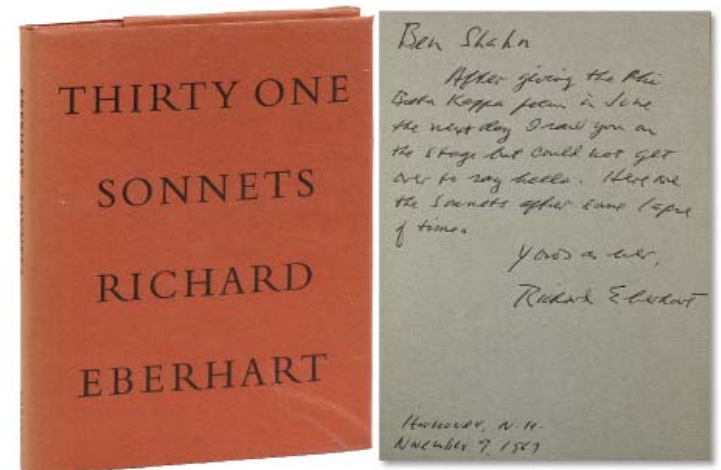 THIRTY ONE
SONNETS
RICHARD
EBERHART
Ben Shahn
After giving the Phi
Beta Kappa poem in June
the next day I saw you on
the stage but could not get
over to say hello. Here are
the Sonnets after some lapse
of time.
Yours as ever,
Richard Eberhart
Hanover, N.H.
November 9, 1967